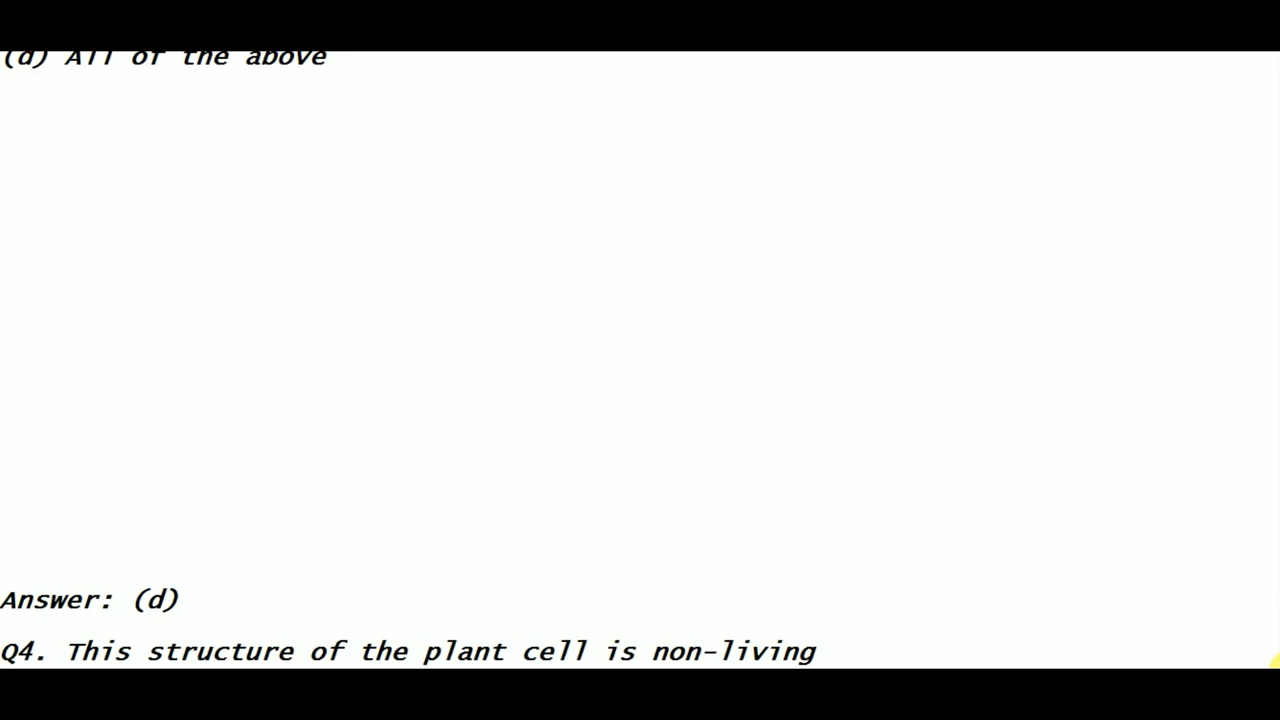 (d) All of the above
Answer: (d)
Q4. This structure of the plant cell is non-living